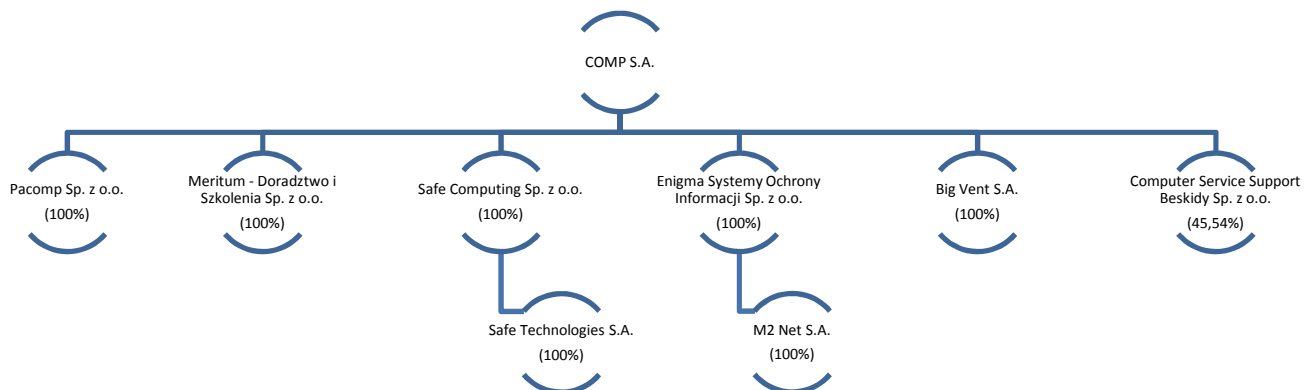 COMP S.A.
Pacomp Sp. z o.o.
(100%)
Meritum - Doradztwo i
Szkolenia Sp. z o.o.
(100%)
Safe Computing Sp. z o.o.
(100%)
Enigma Systemy Ochrony
Informacji Sp. z o.o.
(100%)
Big Vent S.A.
(100%)
Computer Service Support
Beskidy Sp. z o.o.
(45,54%)
Safe Technologies S.A.
(100%)
M2 Net S.A.
(100%)